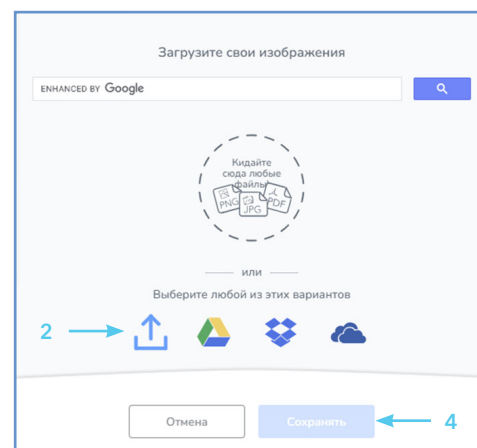 Загрузите свои изображения
ENHANCED BY Google
Кидайте
сюда любые
файлы
PNG JPG PDF
или
Выберите любой из этих вариантов
2
Отмена Сохранять 4